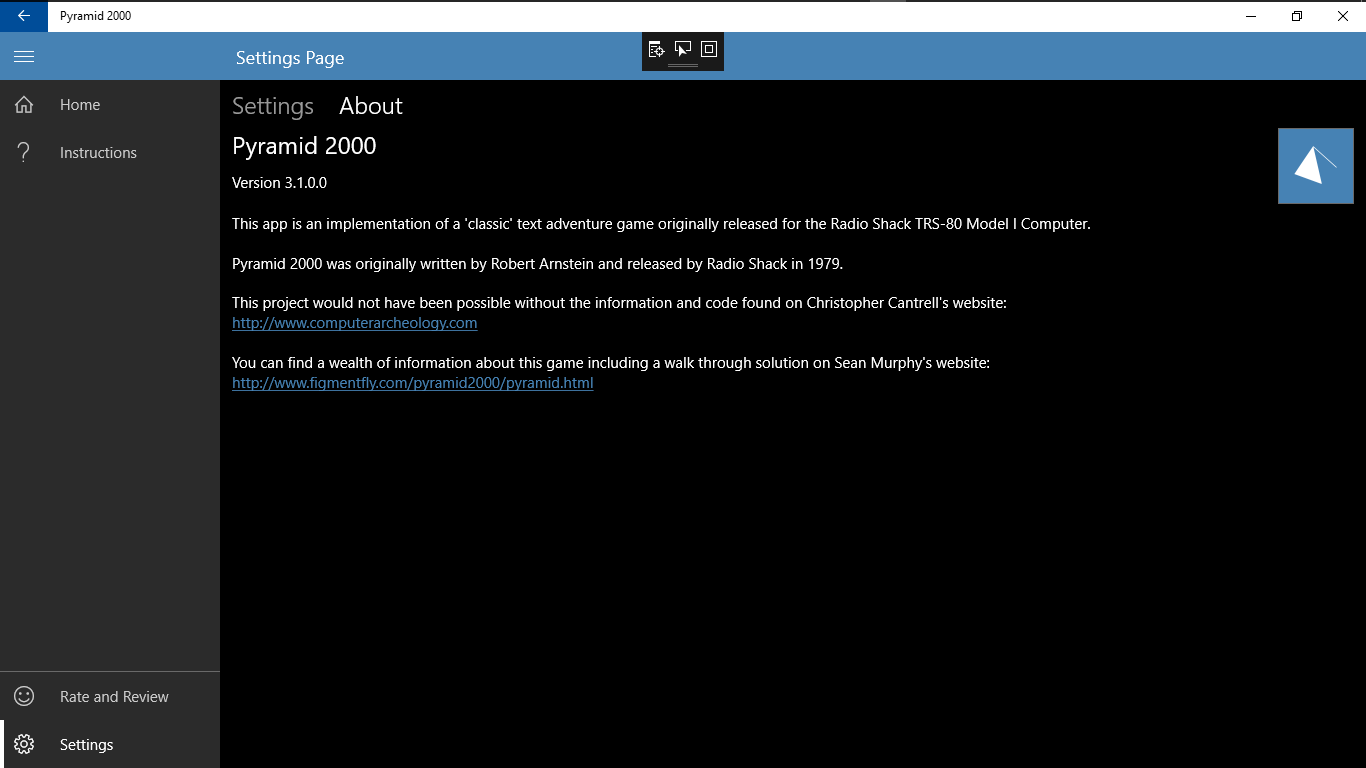 Pyramid 2000
Settings Page
Home
Instructions
Settings About
Pyramid 2000
Version 3.1.0.0
This app is an implementation of a 'classic' text adventure game originally released for the Radio Shack TRS-80 Model I Computer.
Pyramid 2000 was originally written by Robert Arnstein and released by Radio Shack in 1979.
This project would not have been possible without the information and code found on Christopher Cantrell's website:
http://www.computerarcheology.com
You can find a wealth of information about this game including a walk through solution on Sean Murphy's website:
http://www.figmentfly.com/pyramid2000/pyramid.html
Rate and Review
Settings